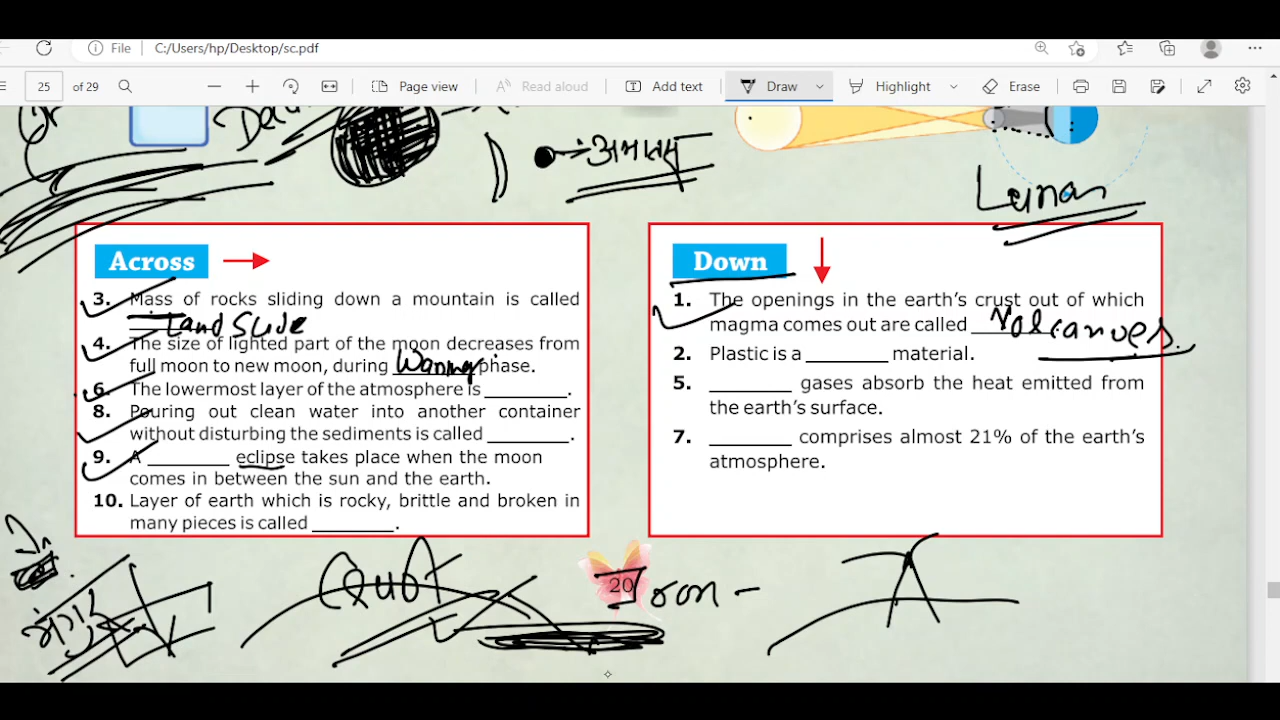 File C:/Users/hp/Desktop/sc.pdf
25 of 29 Page view Read aloud Add text Draw Highlight Erase
अमावस्या
Lunar
Across
Down
3. Mass of rocks sliding down a mountain is called
Land Slide
4. The size of lighted part of the moon decreases from
full moon to new moon, during Waning phase.
6. The lowermost layer of the atmosphere is ________.
8. Pouring out clean water into another container
without disturbing the sediments is called ________.
9. A ________ eclipse takes place when the moon
comes in between the sun and the earth.
10. Layer of earth which is rocky, brittle and broken in
many pieces is called ________.
1. The openings in the earth's crust out of which
magma comes out are called Volcanoes.
2. Plastic is a ________ material.
5. ________ gases absorb the heat emitted from
the earth's surface.
7. ________ comprises almost 21% of the earth's
atmosphere.
20